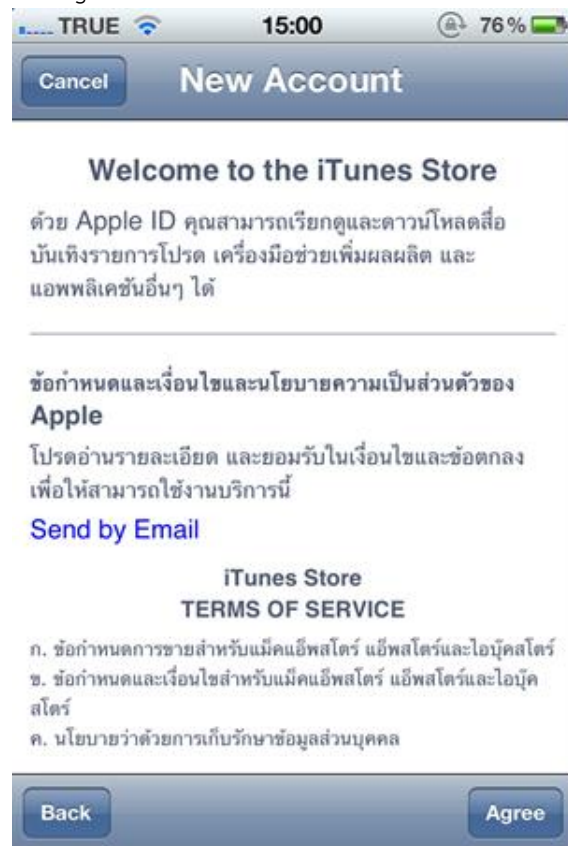 TRUE 15:00 76%
Cancel New Account
Welcome to the iTunes Store
ด้วย Apple ID คุณสามารถเรียกดูและดาวน์โหลดสื่อ
บันเทิงรายการโปรด เครื่องมือช่วยเพิ่มผลผลิต และ
แอพพลิเคชันอื่นๆ ได้
ข้อกำหนดและเงื่อนไขและนโยบายความเป็นส่วนตัวของ
Apple
โปรดอ่านรายละเอียด และยอมรับในเงื่อนไขและข้อตกลง
เพื่อให้สามารถใช้งานบริการนี้
Send by Email
iTunes Store
TERMS OF SERVICE
ก. ข้อกำหนดการขายสำหรับแม็คแอ็พสโตร์ แอ็พสโตร์และไอบุ๊คสโตร์
ข. ข้อกำหนดและเงื่อนไขสำหรับแม็คแอ็พสโตร์ แอ็พสโตร์และไอบุ๊ค
สโตร์
ค. นโยบายว่าด้วยการเก็บรักษาข้อมูลส่วนบุคคล
Back Agree